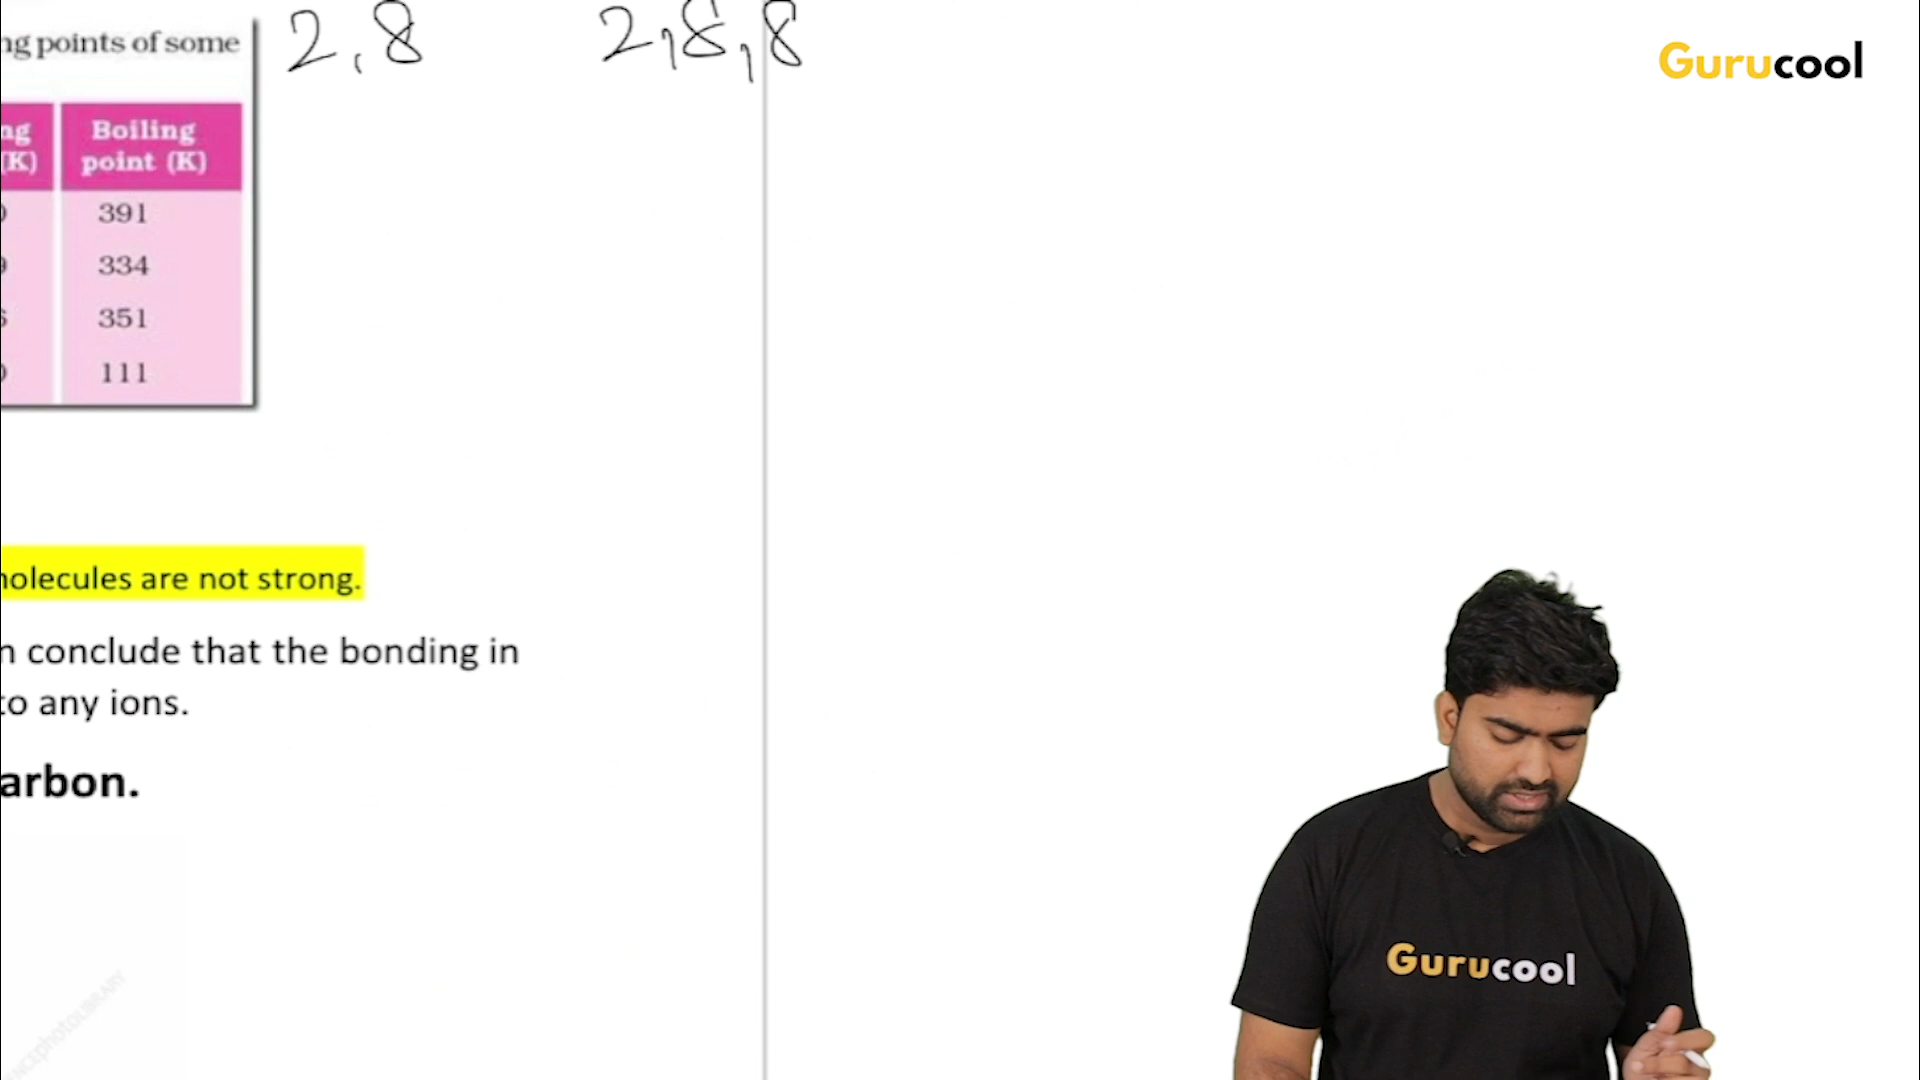 ng points of some
2,8
2,8,8
Gurucool
ng
(K)
Boiling
point (K)
391
334
351
111
molecules are not strong.
n conclude that the bonding in
to any ions.
arbon.
Gurucool